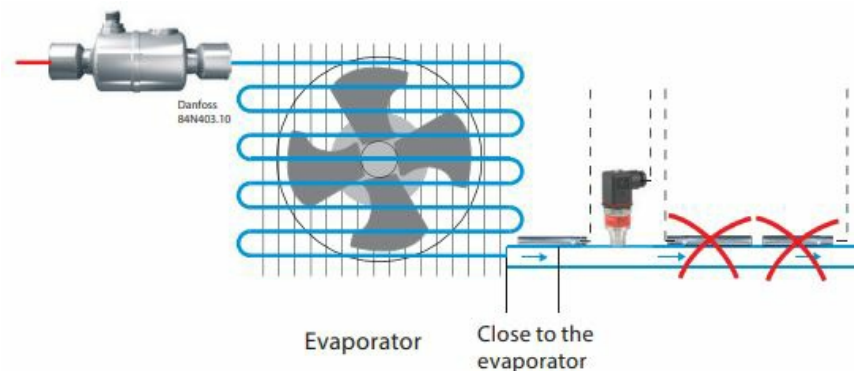 Danfoss
84N403.10
Evaporator
Close to the
evaporator